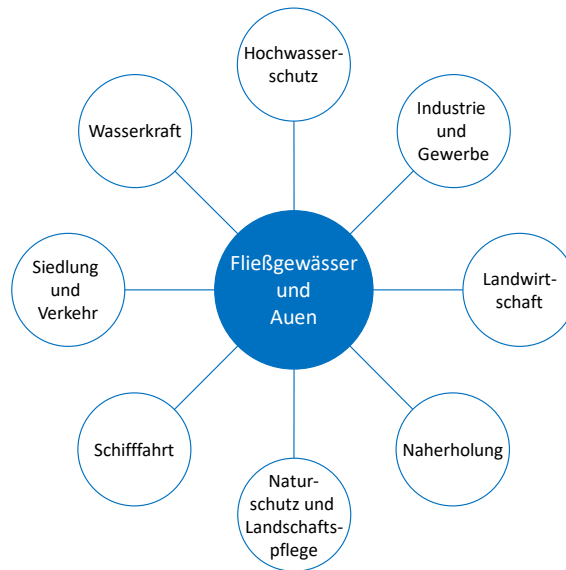 Hochwasser-
schutz
Industrie
und
Gewerbe
Landwirt-
schaft
Naherholung
Natur-
schutz und
Landschafts-
pflege
Schifffahrt
Siedlung
und
Verkehr
Wasserkraft
Fließgewässer
und
Auen